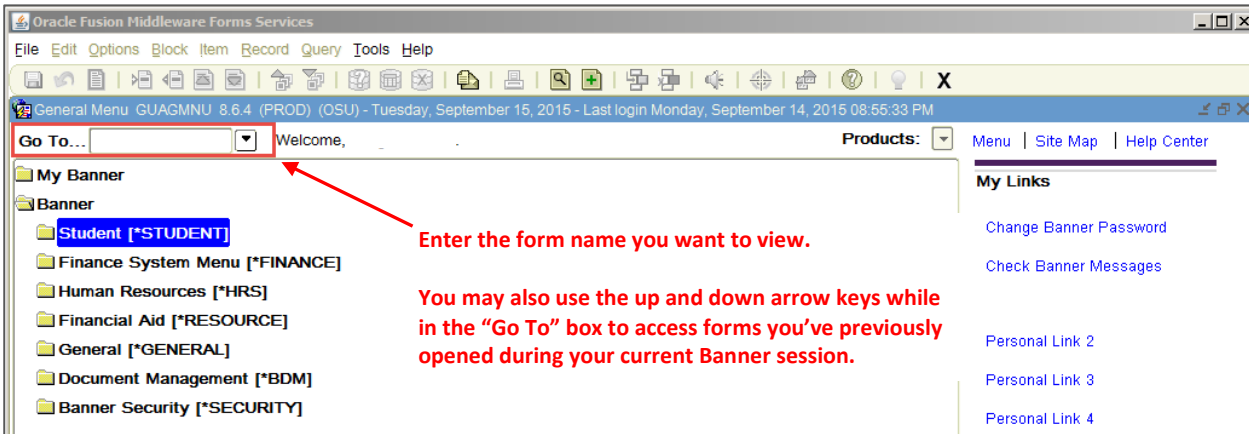 Oracle Fusion Middleware Forms Services
File Edit Options Block Item Record Query Tools Help
X
General Menu GUAGMNU 8.6.4 (PROD) (OSU) - Tuesday, September 15, 2015 - Last login Monday, September 14, 2015 08:55:33 PM
Go To... Welcome, Products: Menu | Site Map | Help Center
My Banner
Banner
Student [*STUDENT]
Finance System Menu [*FINANCE]
Human Resources [*HRS]
Financial Aid [*RESOURCE]
General [*GENERAL]
Document Management [*BDM]
Banner Security [*SECURITY]
Enter the form name you want to view.
You may also use the up and down arrow keys while
in the “Go To” box to access forms you’ve previously
opened during your current Banner session.
My Links
Change Banner Password
Check Banner Messages
Personal Link 2
Personal Link 3
Personal Link 4